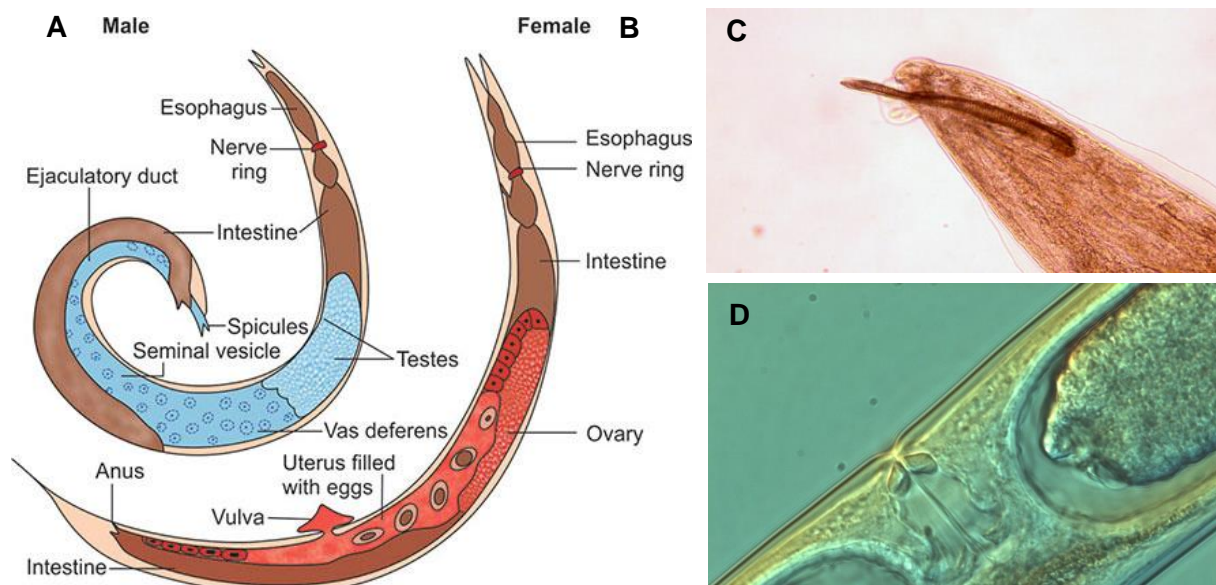 A Male
Female B
C
Esophagus
Nerve
ring
Ejaculatory duct
Intestine
Spicules
Seminal vesicle
Testes
Vas deferens
Esophagus
Nerve ring
Intestine
Ovary
Uterus filled
with eggs
Anus
Vulva
Intestine
D